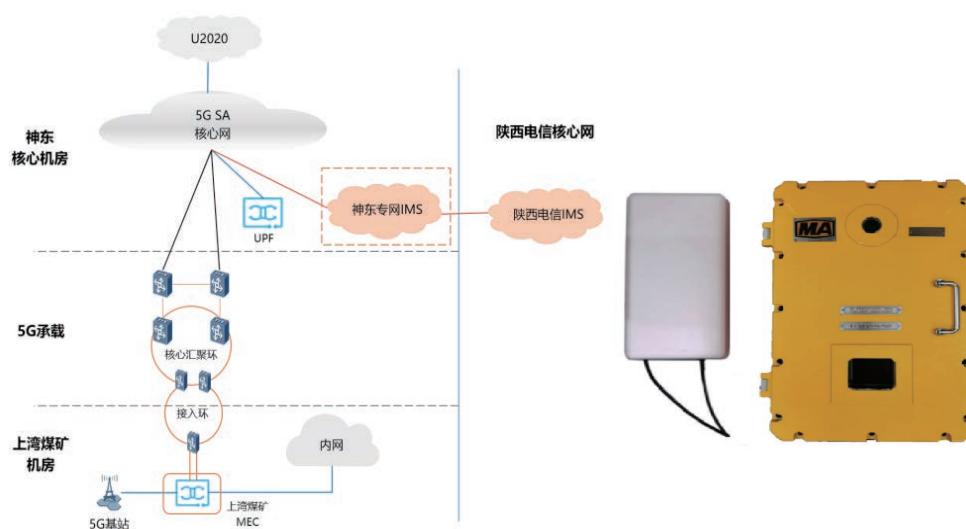 U2020
5G SA
核心网
神东
核心机房
陕西电信核心网
神东专网IMS
陕西电信IMS
UPF
MA
5G承载
核心汇聚环
接入环
上湾煤矿
机房
内网
5G基站
上湾煤矿
MEC